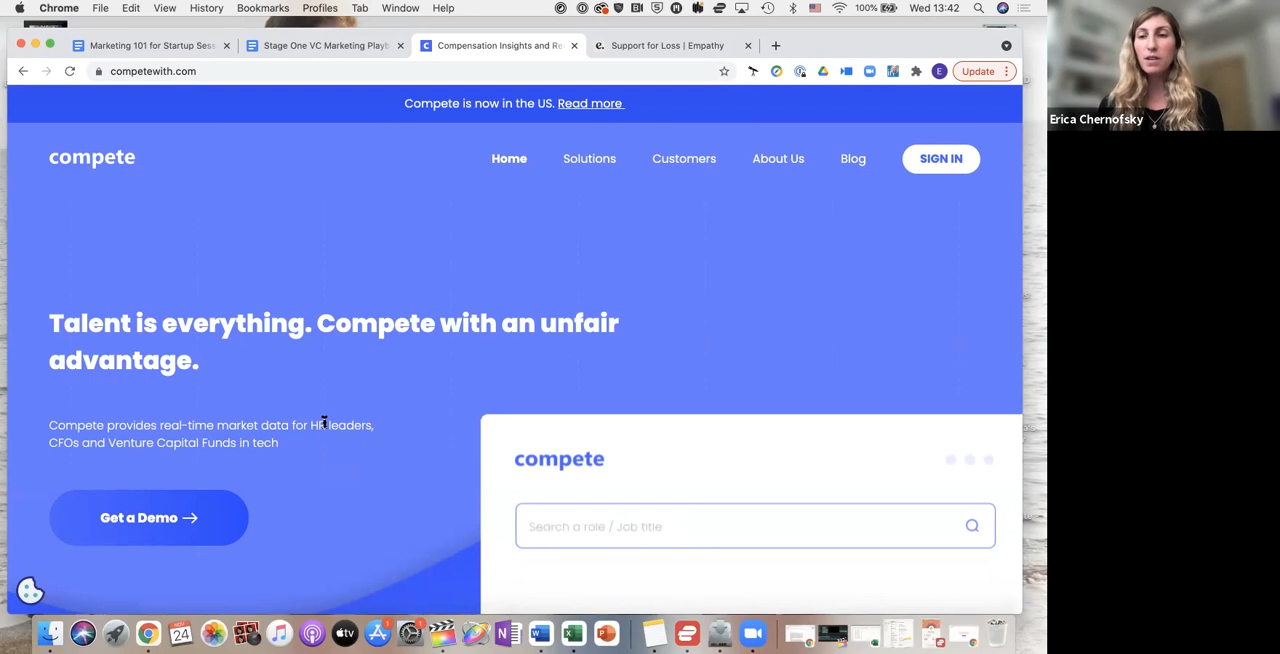 Chrome File Edit View History Bookmarks Profiles Tab Window Help 100% Wed 13:42
Marketing 101 for Startup Sess
Stage One VC Marketing Playb
Compensation Insights and Re
Support for Loss | Empathy
competewith.com
E
Update
Compete is now in the US. Read more
compete
Home Solutions Customers About Us Blog SIGN IN
Talent is everything. Compete with an unfair
advantage.
Compete provides real-time market data for HR leaders,
CFOs and Venture Capital Funds in tech
Get a Demo →
compete
Search a role / Job title
Erica Chernofsky
NOV
24
tv